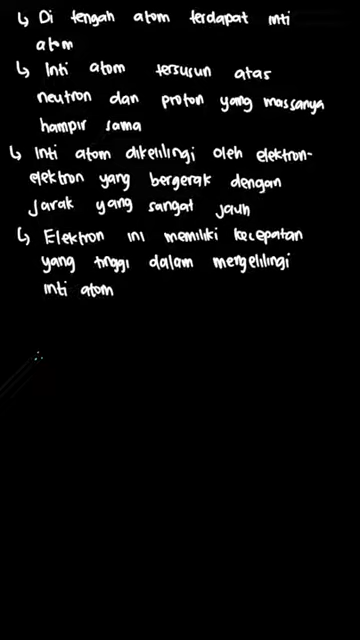 ↳ Di tengah atom terdapat inti
atom
↳ Inti atom tersusun atas
neutron dan proton yang massanya
hampir sama
↳ Inti atom dikelilingi oleh elektron-
elektron yang bergerak dengan
jarak yang sangat jauh
↳ Elektron ini memiliki kecepatan
yang tinggi dalam mengelilingi
inti atom